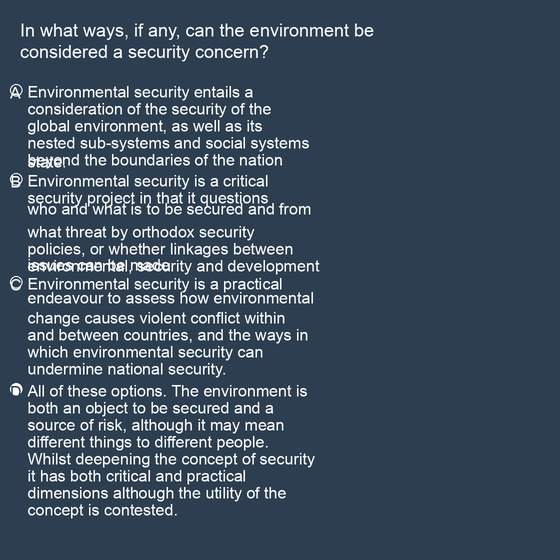 In what ways, if any, can the environment be
considered a security concern?
A Environmental security entails a
consideration of the security of the
global environment, as well as its
nested sub-systems and social systems
beyond the boundaries of the nation
state.
B Environmental security is a critical
security project in that it questions
who and what is to be secured and from
what threat by orthodox security
policies, or whether linkages between
environmental, security and development
issues can be made.
C Environmental security is a practical
endeavour to assess how environmental
change causes violent conflict within
and between countries, and the ways in
which environmental security can
undermine national security.
D All of these options. The environment is
both an object to be secured and a
source of risk, although it may mean
different things to different people.
Whilst deepening the concept of security
it has both critical and practical
dimensions although the utility of the
concept is contested.